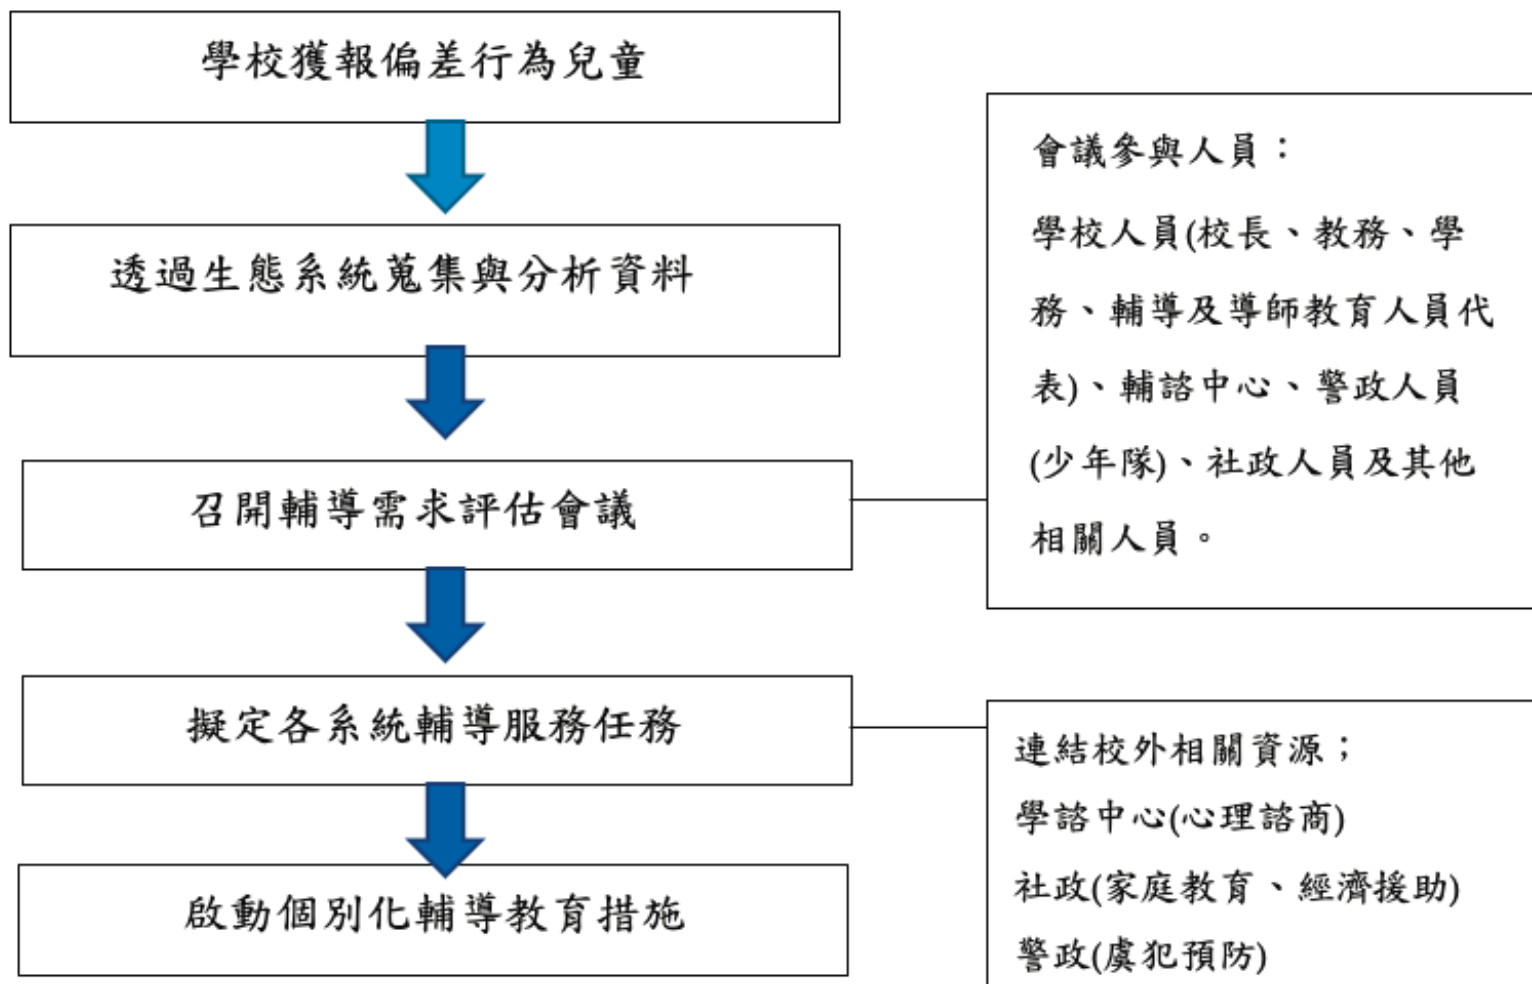 學校獲報偏差行為兒童
透過生態系統蒐集與分析資料
召開輔導需求評估會議
會議參與人員：
學校人員(校長、教務、學
務、輔導及導師教育人員代
表)、輔諮中心、警政人員
(少年隊)、社政人員及其他
相關人員。
擬定各系統輔導服務任務
連結校外相關資源；
學諮中心(心理諮商)
社政(家庭教育、經濟援助)
警政(虞犯預防)
啟動個別化輔導教育措施